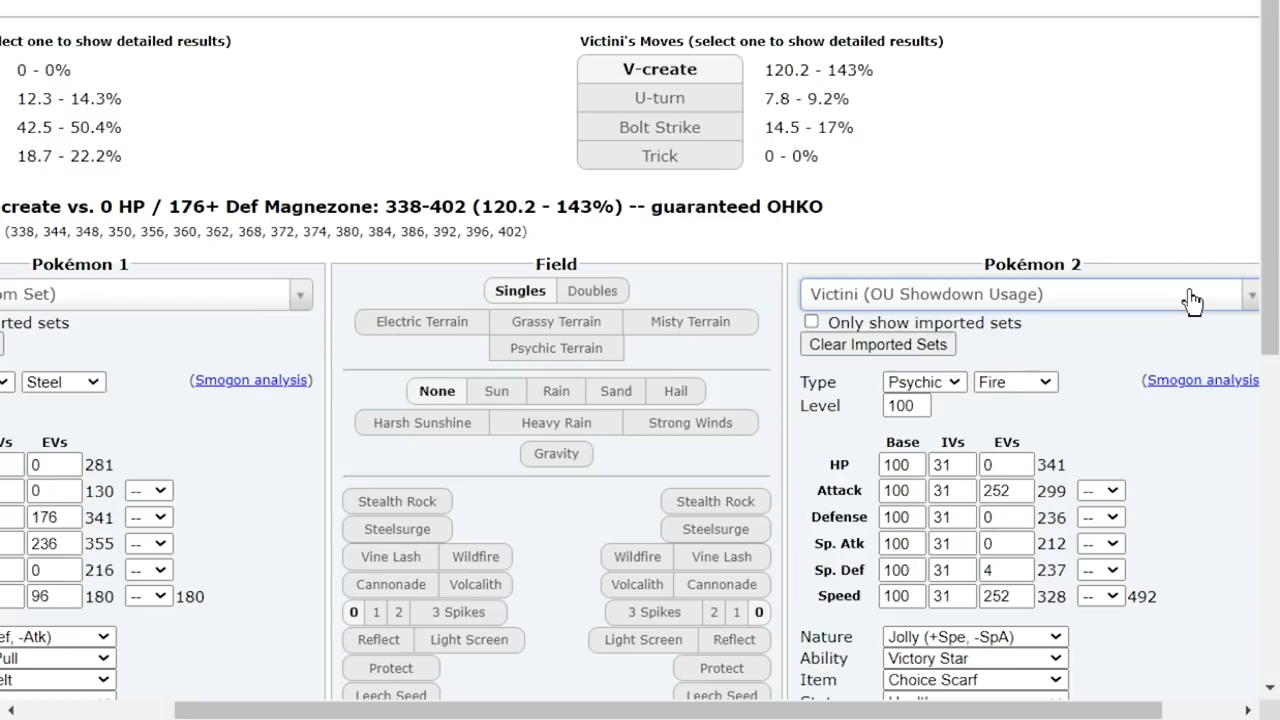 lect one to show detailed results)
0 - 0%
12.3 - 14.3%
42.5 - 50.4%
18.7 - 22.2%
Victini's Moves (select one to show detailed results)
V-create 120.2 - 143%
U-turn 7.8 - 9.2%
Bolt Strike 14.5 - 17%
Trick 0 - 0%
create vs. 0 HP / 176+ Def Magnezone: 338-402 (120.2 - 143%) -- guaranteed OHKO
(338, 344, 348, 350, 356, 360, 362, 368, 372, 374, 380, 384, 386, 392, 396, 402)
Pokémon 1
om Set)
rted sets
Steel (Smogon analysis)
Vs EVs
0 281
0 130 --
176 341 --
236 355 --
0 216 --
96 180 -- 180
ef, -Atk)
Pull
elt
Field
Singles Doubles
Electric Terrain Grassy Terrain Misty Terrain
Psychic Terrain
None Sun Rain Sand Hail
Harsh Sunshine Heavy Rain Strong Winds
Gravity
Stealth Rock Stealth Rock
Steelsurge Steelsurge
Vine Lash Wildfire Wildfire Vine Lash
Cannonade Volcalith Volcalith Cannonade
0 1 2 3 Spikes 3 Spikes 2 1 0
Reflect Light Screen Light Screen Reflect
Protect Protect
Leech Seed Leech Seed
Pokémon 2
Victini (OU Showdown Usage)
Only show imported sets
Clear Imported Sets
Type Psychic Fire (Smogon analysis
Level 100
Base IVs EVs
HP 100 31 0 341
Attack 100 31 252 299 --
Defense 100 31 0 236 --
Sp. Atk 100 31 0 212 --
Sp. Def 100 31 4 237 --
Speed 100 31 252 328 -- 492
Nature Jolly (+Spe, -SpA)
Ability Victory Star
Item Choice Scarf